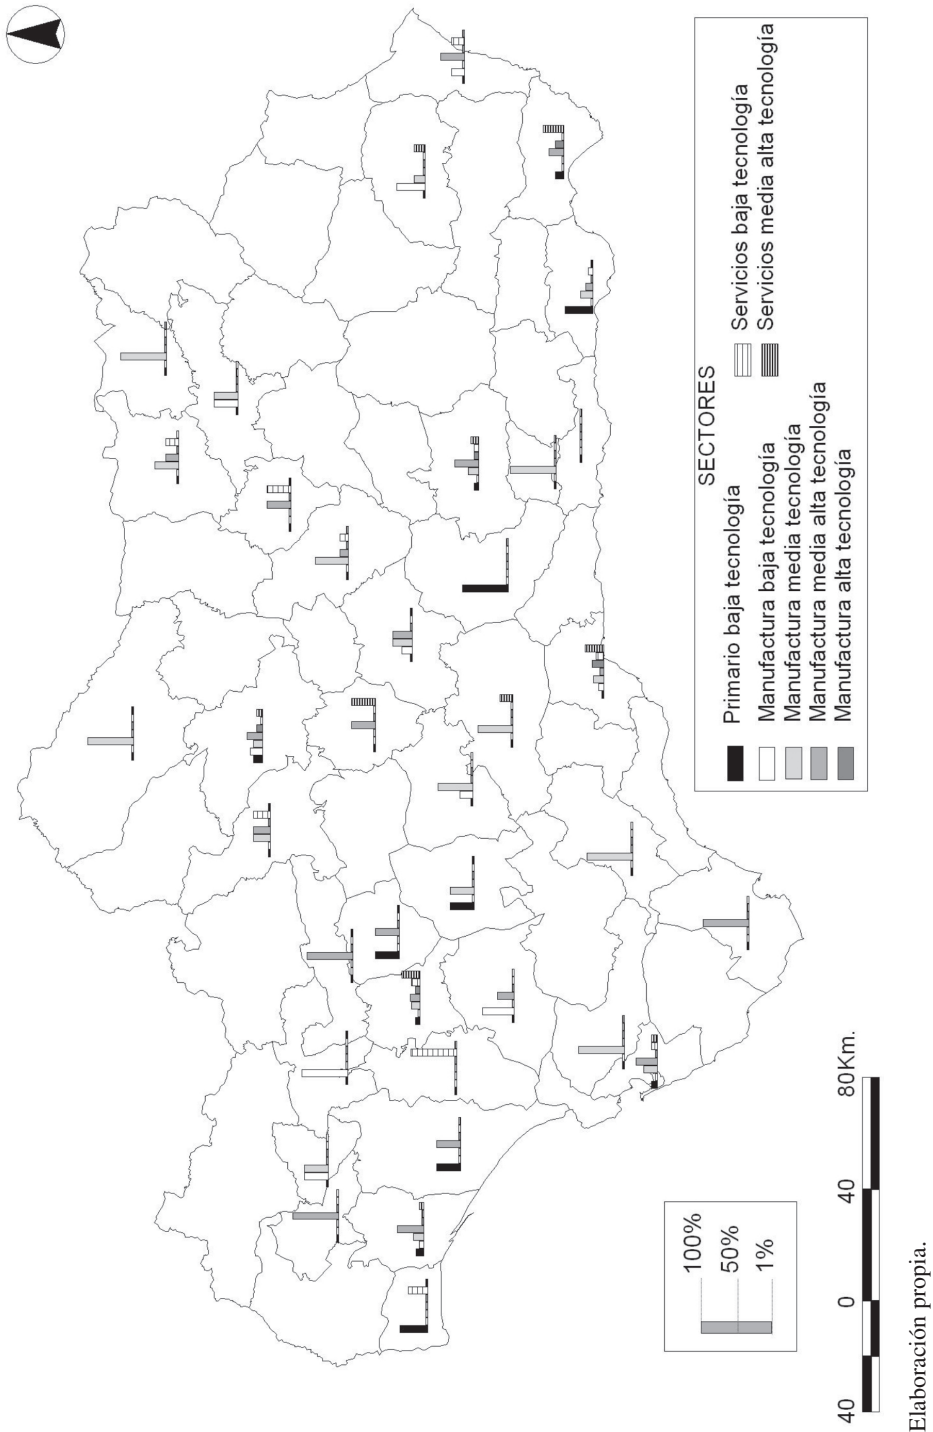 SECTORES
Primario baja tecnología
Manufactura baja tecnología
Manufactura media tecnología
Manufactura media alta tecnología
Manufactura alta tecnología
Servicios baja tecnología
Servicios media alta tecnología
100%
50%
1%
40 0 40 80Km.
Elaboración propia.